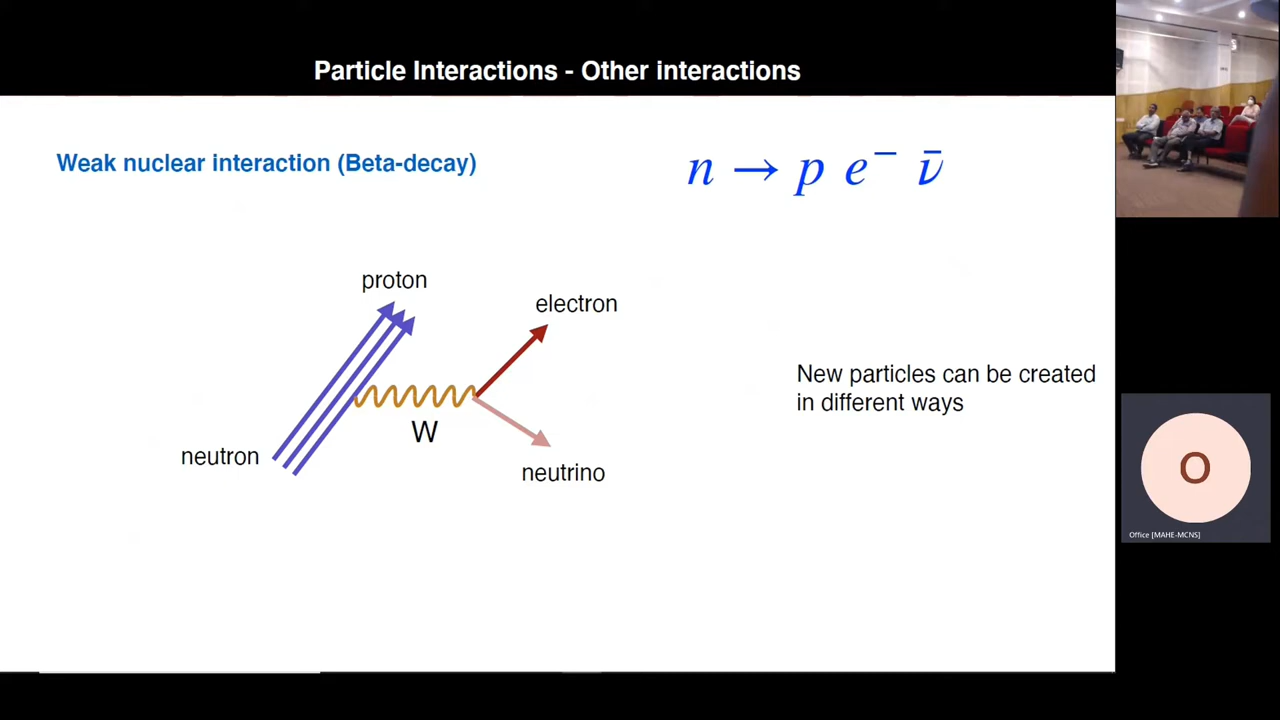 Particle Interactions - Other interactions
Weak nuclear interaction (Beta-decay)
n → p e⁻ ν̄
proton
electron
New particles can be created
in different ways
W
neutron
neutrino
O
Office [MAHE-MCNS]